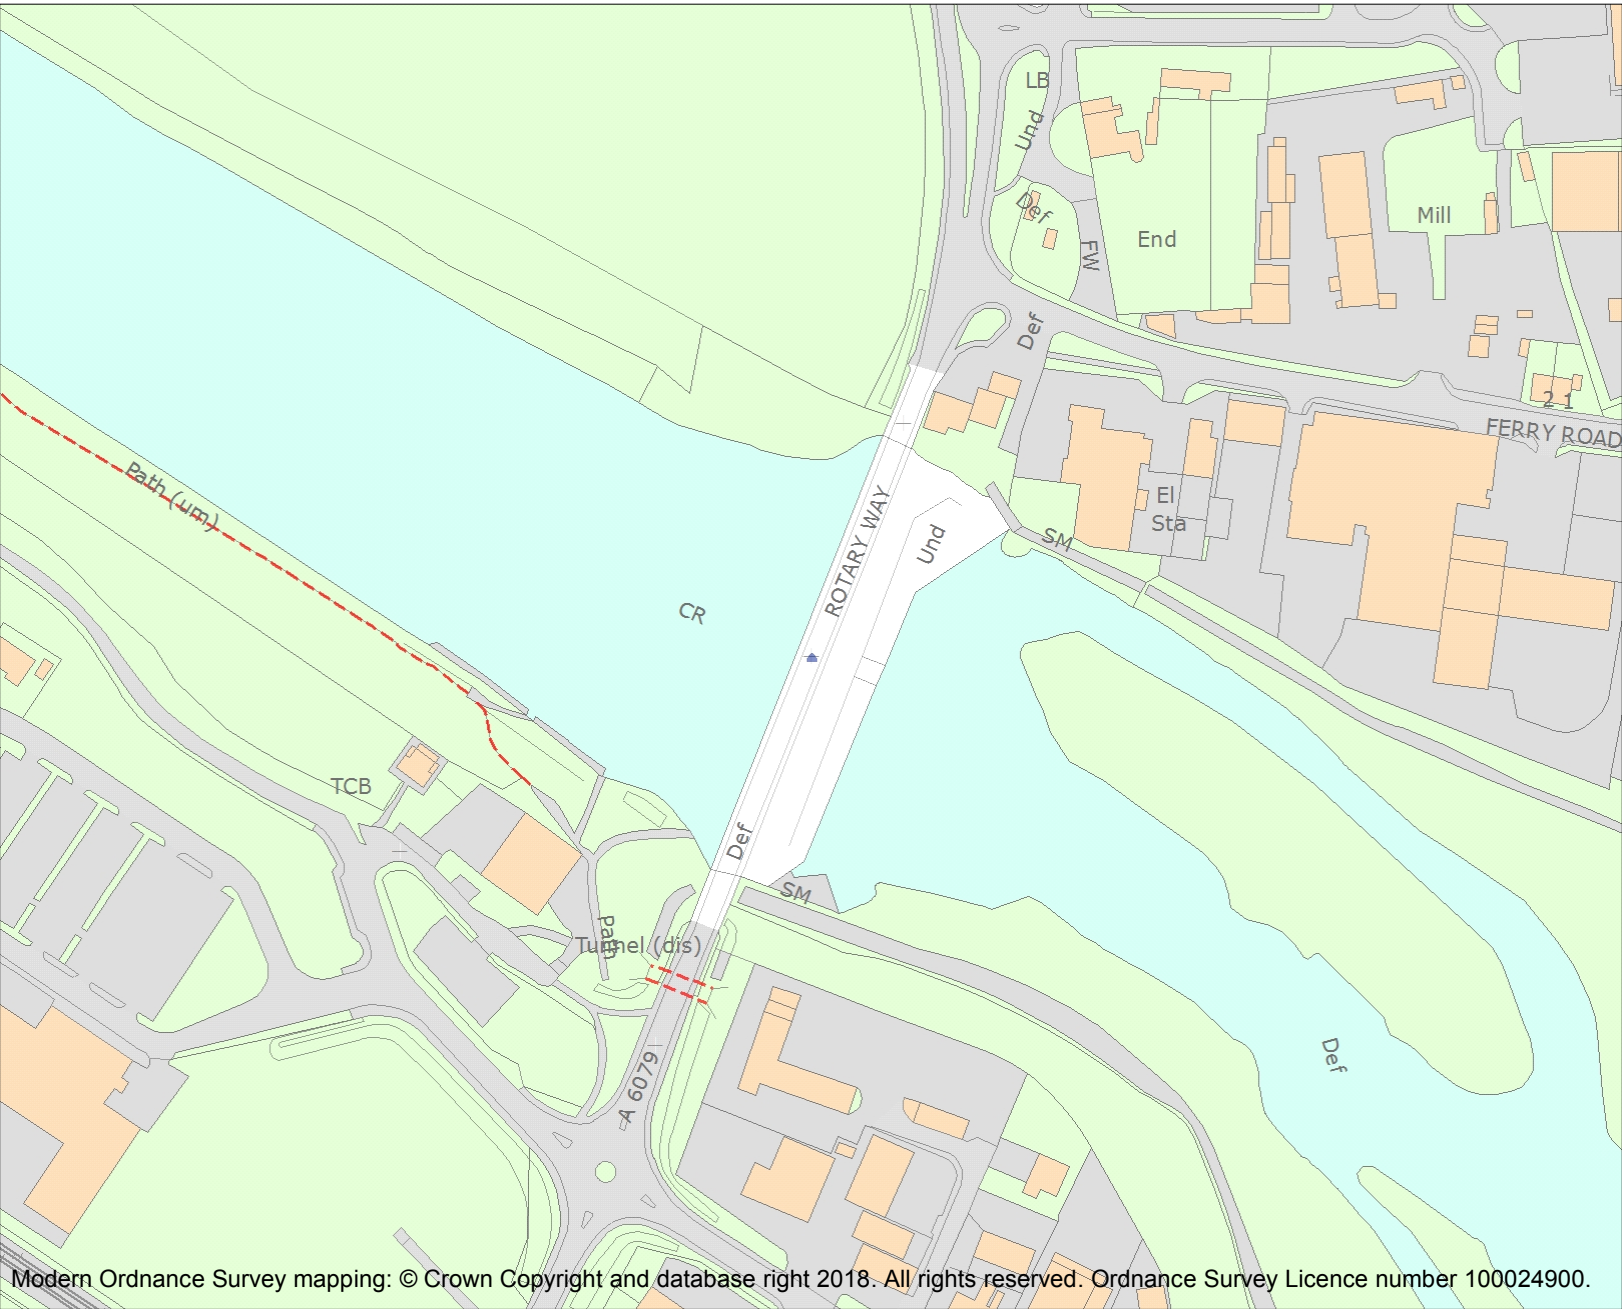 LB
Und
Def
FW
End
Mill
Def
2 1
FERRY ROAD
El
Sta
SM
ROTARY WAY
Und
CR
Path (um)
TCB
Def
SM
Path
Tunnel (dis)
A 6079
Def
Modern Ordnance Survey mapping: © Crown Copyright and database right 2018. All rights reserved. Ordnance Survey Licence number 100024900.